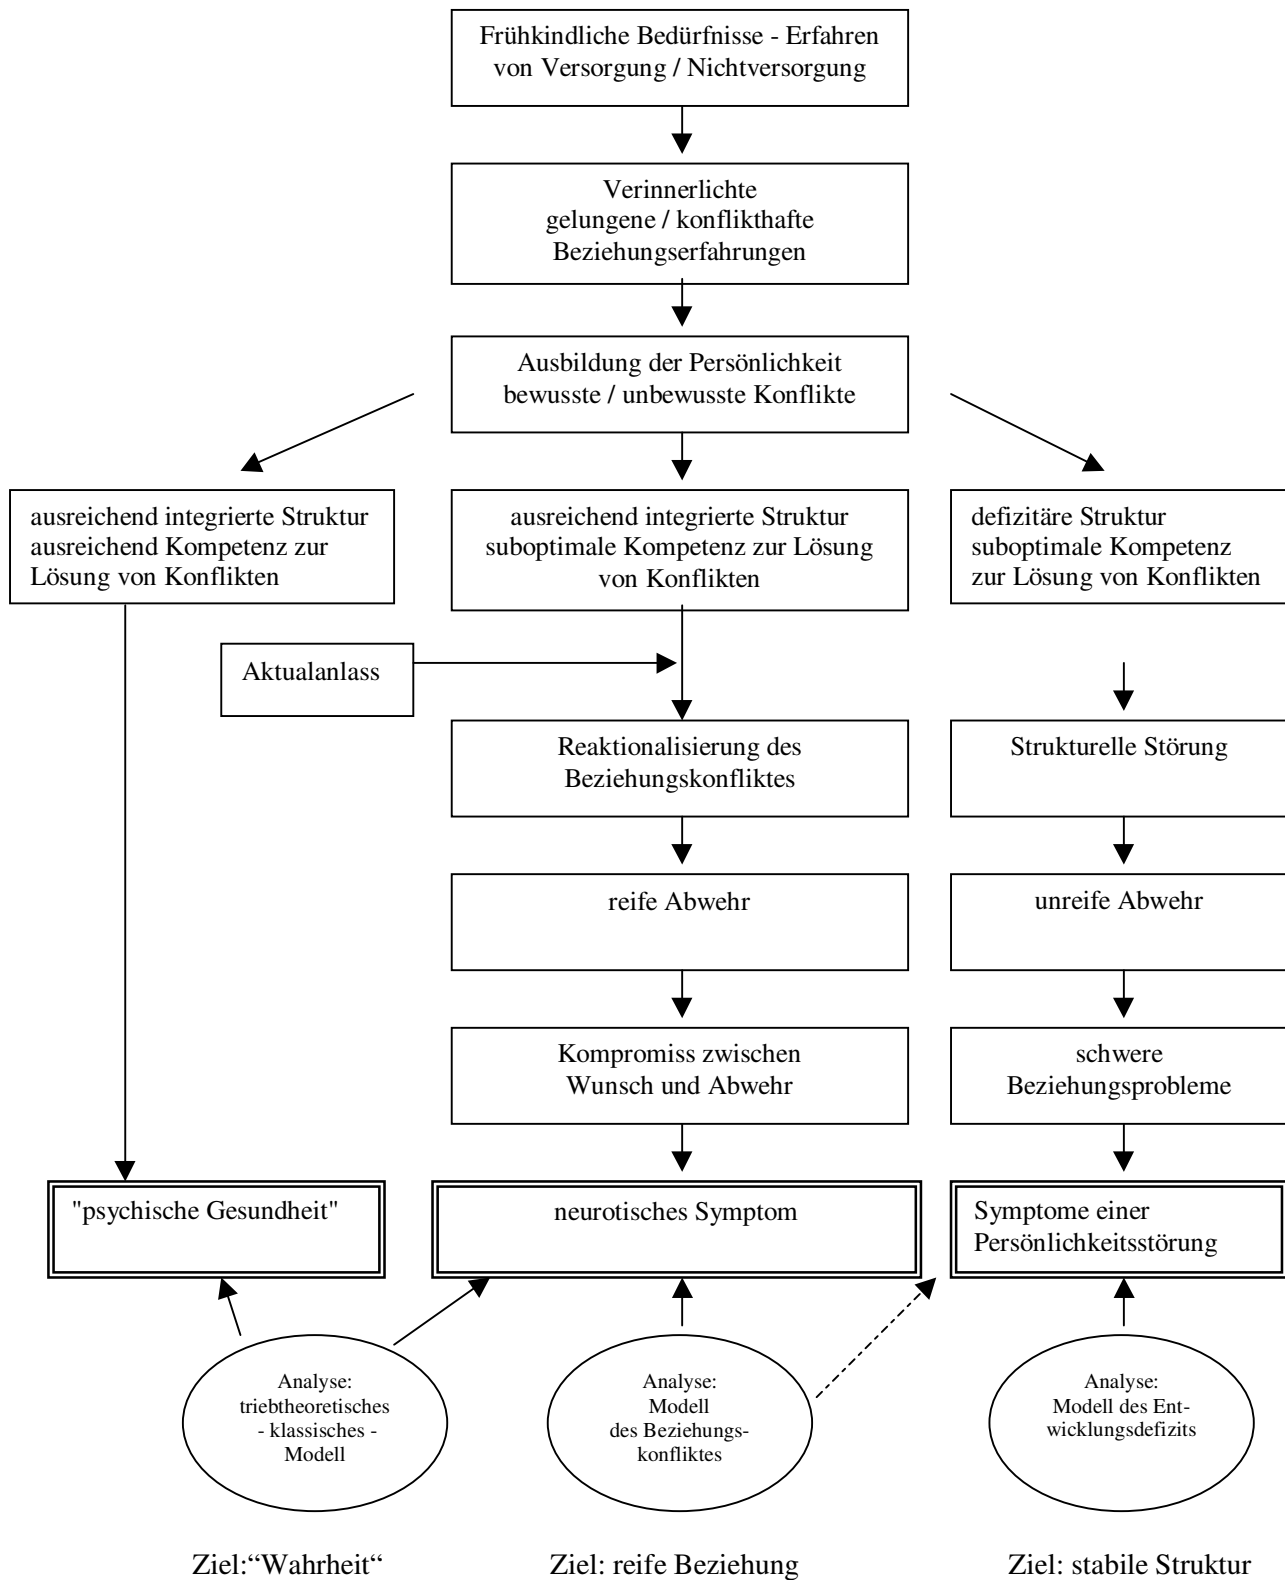 Frühkindliche Bedürfnisse - Erfahren
von Versorgung / Nichtversorgung
Verinnerlichte
gelungene / konflikthafte
Beziehungserfahrungen
Ausbildung der Persönlichkeit
bewusste / unbewusste Konflikte
ausreichend integrierte Struktur
ausreichend Kompetenz zur
Lösung von Konflikten
ausreichend integrierte Struktur
suboptimale Kompetenz zur Lösung
von Konflikten
defizitäre Struktur
suboptimale Kompetenz
zur Lösung von Konflikten
Aktualanlass
Reaktionalisierung des
Beziehungskonfliktes
Strukturelle Störung
reife Abwehr
unreife Abwehr
Kompromiss zwischen
Wunsch und Abwehr
schwere
Beziehungsprobleme
"psychische Gesundheit"
neurotisches Symptom
Symptome einer
Persönlichkeitsstörung
Analyse:
triebtheoretisches
- klassisches -
Modell
Analyse:
Modell
des Beziehungs-
konfliktes
Analyse:
Modell des Ent-
wicklungsdefizits
Ziel:“Wahrheit“
Ziel: reife Beziehung
Ziel: stabile Struktur